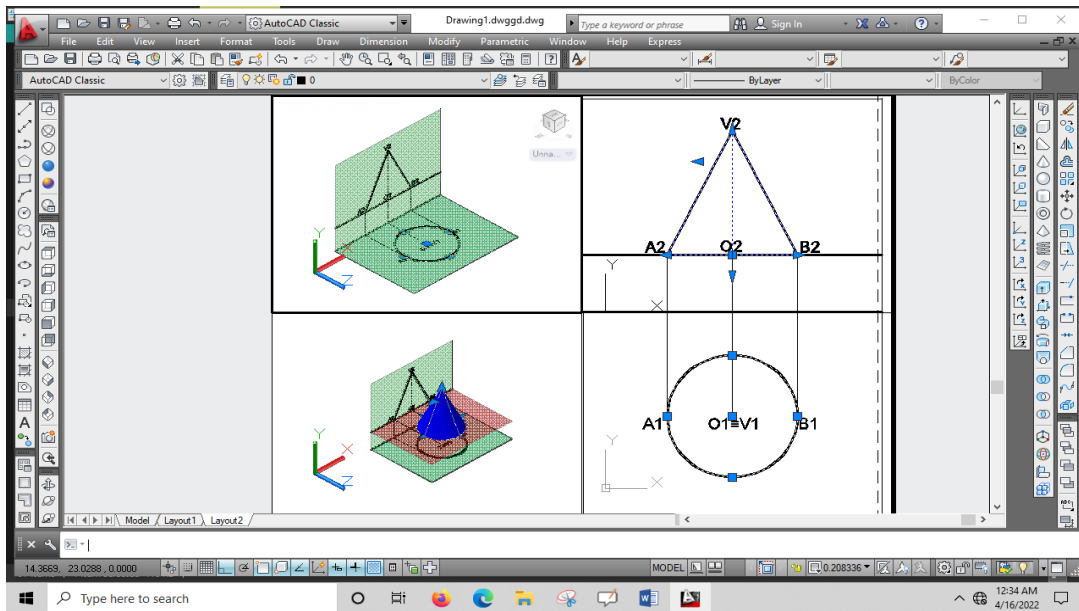 AutoCAD Classic
Drawing1.dwggd.dwg
Type a keyword or phrase
Sign In
File Edit View Insert Format Tools Draw Dimension Modify Parametric Window Help Express
AutoCAD Classic
0
ByLayer
ByColor
Unna...
V2
A2 O2 B2
Y
X
Y
X
Z
Y
X
Z
A1 O1≡V1 B1
Y
X
Model Layout1 Layout2
14.3669, 23.0288, 0.0000
MODEL
0.208336
Type here to search
12:34 AM
4/16/2022